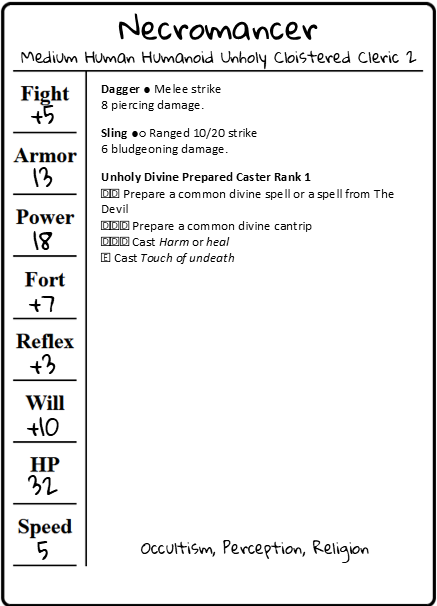 Necromancer
Medium Human Humanoid Unholy Cloistered Cleric 2
Fight
+5
Armor
13
Power
18
Fort
+7
Reflex
+3
Will
+10
HP
32
Speed
5
Dagger ● Melee strike
8 piercing damage.
Sling ●○ Ranged 10/20 strike
6 bludgeoning damage.
Unholy Divine Prepared Caster Rank 1
🄳🄳 Prepare a common divine spell or a spell from The
Devil
🄳🄳🄳 Prepare a common divine cantrip
🄳🄳🄳 Cast Harm or heal
🄴 Cast Touch of undeath
Occultism, Perception, Religion